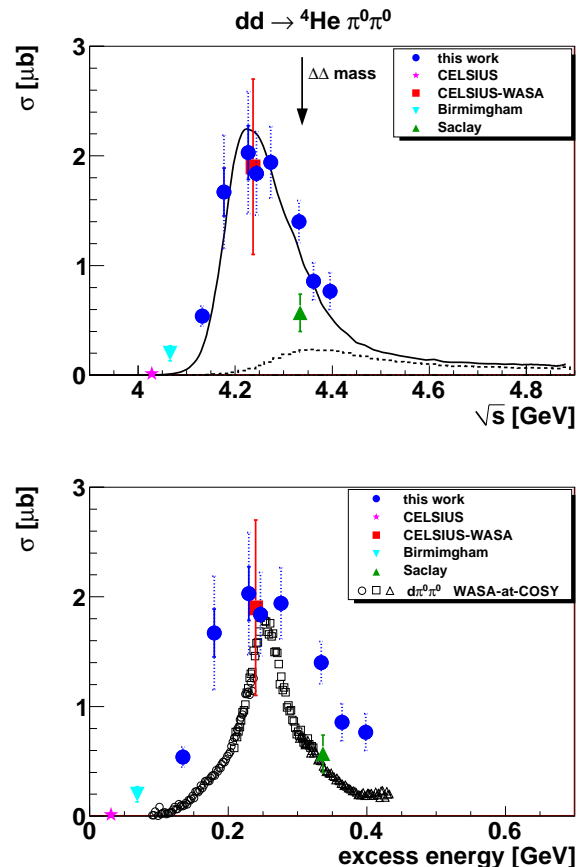 dd → ⁴He π⁰π⁰
σ [μb]
3
2
1
0
ΔΔ mass
this work
CELSIUS
CELSIUS-WASA
Birmimgham
Saclay
4 4.2 4.4 4.6 4.8
√s [GeV]
σ [μb]
3
2
1
0
this work
CELSIUS
CELSIUS-WASA
Birmimgham
Saclay
dπ⁰π⁰ WASA-at-COSY
0 0.2 0.4 0.6
excess energy [GeV]